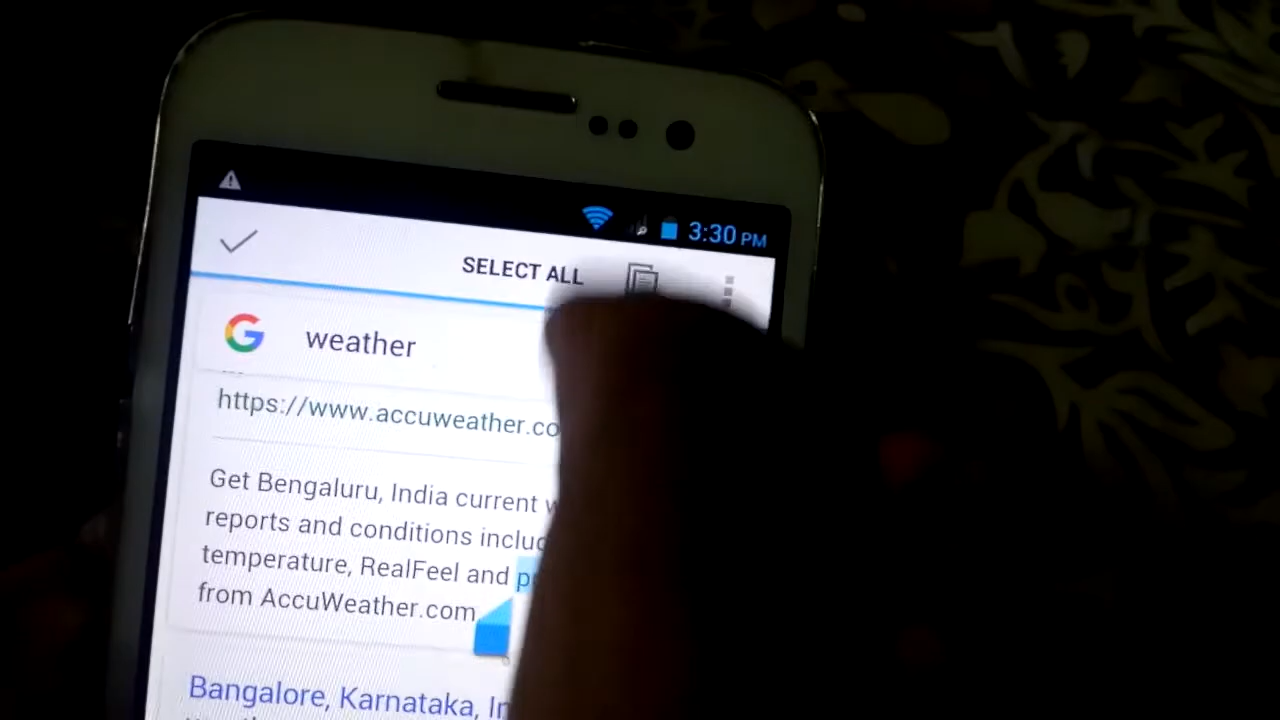 3:30 PM
SELECT ALL
weather
https://www.accuweather.co
Get Bengaluru, India current
reports and conditions includ
temperature, RealFeel and
from AccuWeather.com
Bangalore, Karnataka, In